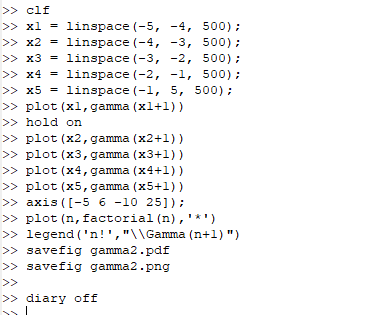 >> clf
>> x1 = linspace(-5, -4, 500);
>> x2 = linspace(-4, -3, 500);
>> x3 = linspace(-3, -2, 500);
>> x4 = linspace(-2, -1, 500);
>> x5 = linspace(-1, 5, 500);
>> plot(x1,gamma(x1+1))
>> hold on
>> plot(x2,gamma(x2+1))
>> plot(x3,gamma(x3+1))
>> plot(x4,gamma(x4+1))
>> plot(x5,gamma(x5+1))
>> axis([-5 6 -10 25]);
>> plot(n,factorial(n),'*')
>> legend('n!',"\\Gamma(n+1)")
>> savefig gamma2.pdf
>> savefig gamma2.png
>>
>> diary off
>>